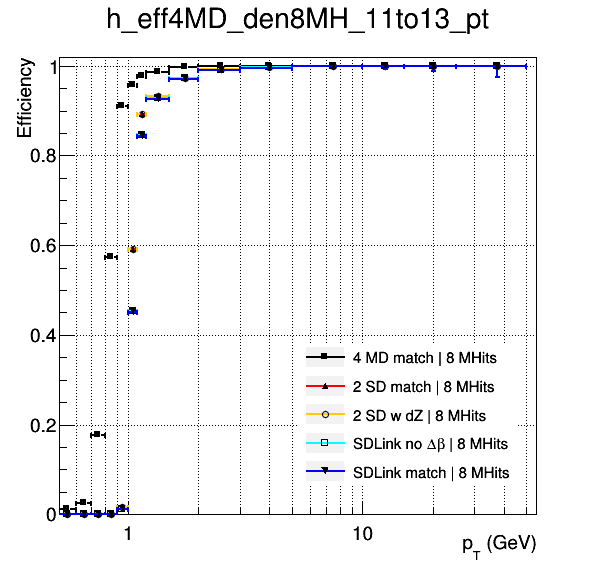 h_eff4MD_den8MH_11to13_pt
Efficiency
1
0.8
0.6
0.4
0.2
0
4 MD match | 8 MHits
2 SD match | 8 MHits
2 SD w dZ | 8 MHits
SDLink no Δβ | 8 MHits
SDLink match | 8 MHits
1
10
p_T (GeV)